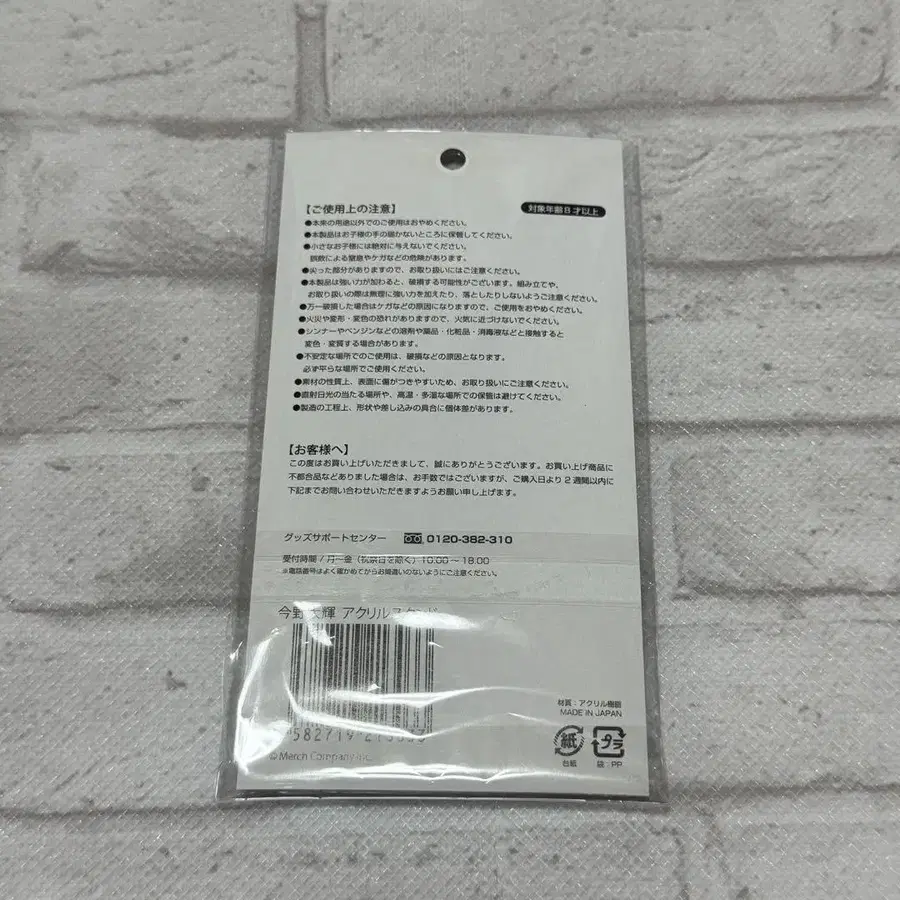 【ご使用上の注意】
対象年齢8才以上
●本来の用途以外でのご使用はおやめください。
●本製品はお子様の手の届かないところに保管してください。
●小さなお子様には絶対に与えないでください。
誤飲による窒息やケガなどの危険があります。
●尖った部分がありますので、お取り扱いにはご注意ください。
●本製品は強い力が加わると、破損する可能性がございます。組み立てや、
お取り扱いの際は無理に強い力を加えたり、落としたりしないようご注意ください。
●万一破損した場合はケガなどの原因になりますので、ご使用をおやめください。
●火災や変形・変色の恐れがありますので、火気に近づけないでください。
●シンナーやベンジンなどの溶剤や薬品・化粧品・消毒液などと接触すると
変色・変質する場合があります。
●不安定な場所でのご使用は、破損などの原因となります。
必ず平らな場所でご使用ください。
●素材の性質上、表面に傷がつきやすいため、お取り扱いにご注意ください。
●直射日光の当たる場所や、高温・多湿な場所での保管は避けてください。
●製造の工程上、形状や差し込みの具合に個体差があります。
【お客様へ】
この度はお買い上げいただきまして、誠にありがとうございます。お買い上げ商品に
不都合品などありました場合は、お手数ではございますが、ご購入日より2週間以内に
下記までお問い合わせいただきますようお願い申し上げます。
グッズサポートセンター 0120-382-310
受付時間/月~金(祝祭日を除く)10:00~18:00
※電話番号はよく確かめてからお間違いのないようにご注意ください。
今野大輝 アクリルスタンド
582719
© Merch Company Inc.
材質:アクリル樹脂
MADE IN JAPAN
紙
プラ
台紙
袋:PP